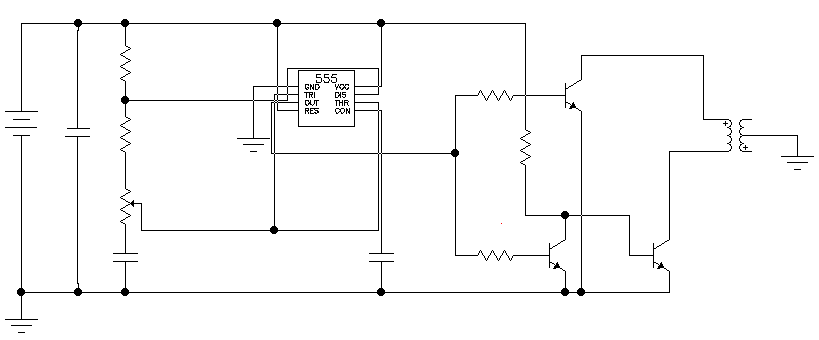 555
GND VCC
TRI DIS
OUT THR
RES CON